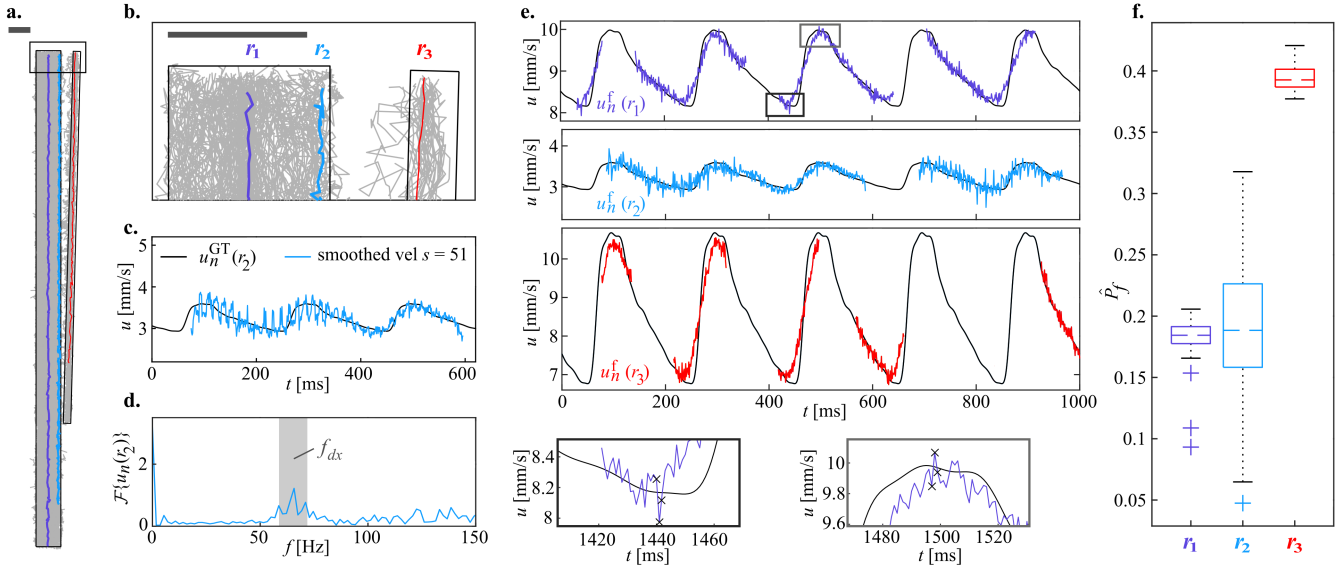 a.
b.
r1
r2
r3
c.
5
4
3
u [mm/s]
u_n^GT(r2)
smoothed vel s = 51
0
200
400
600
t [ms]
d.
2
0
F{u_n(r2)}
f_dx
0
50
100
150
f [Hz]
e.
10
9
8
u [mm/s]
u_n^f(r1)
3
u [mm/s]
u_n^f(r2)
10
9
8
7
u [mm/s]
u_n^f(r3)
0
200
400
600
800
1000
t [ms]
8.4
8.2
8
u [mm/s]
1420
1440
1460
t [ms]
10
9.8
9.6
u [mm/s]
1480
1500
1520
t [ms]
f.
0.4
0.35
0.3
0.25
0.2
0.15
0.1
0.05
P̂_f
r1
r2
r3